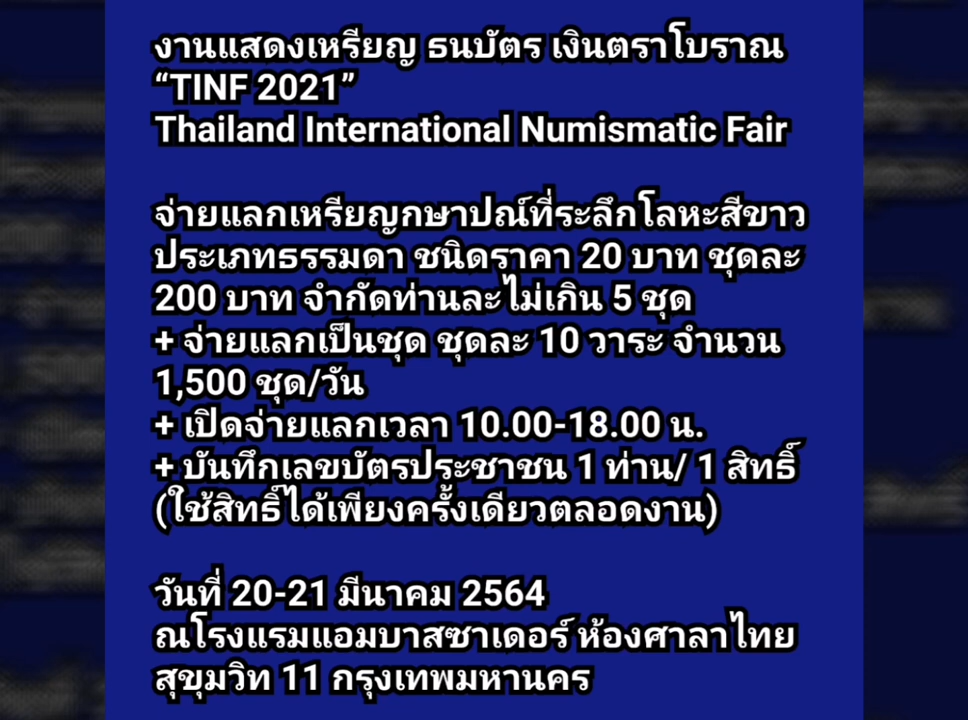 งานแสดงเหรียญ ธนบัตร เงินตราโบราณ
“TINF 2021”
Thailand International Numismatic Fair
จ่ายแลกเหรียญกษาปณ์ที่ระลึกโลหะสีขาว
ประเภทธรรมดา ชนิดราคา 20 บาท ชุดละ
200 บาท จำกัดท่านละไม่เกิน 5 ชุด
+ จ่ายแลกเป็นชุด ชุดละ 10 วาระ จำนวน
1,500 ชุด/วัน
+ เปิดจ่ายแลกเวลา 10.00-18.00 น.
+ บันทึกเลขบัตรประชาชน 1 ท่าน/ 1 สิทธิ์
(ใช้สิทธิ์ได้เพียงครั้งเดียวตลอดงาน)
วันที่ 20-21 มีนาคม 2564
ณโรงแรมแอมบาสซาเดอร์ ห้องศาลาไทย
สุขุมวิท 11 กรุงเทพมหานคร